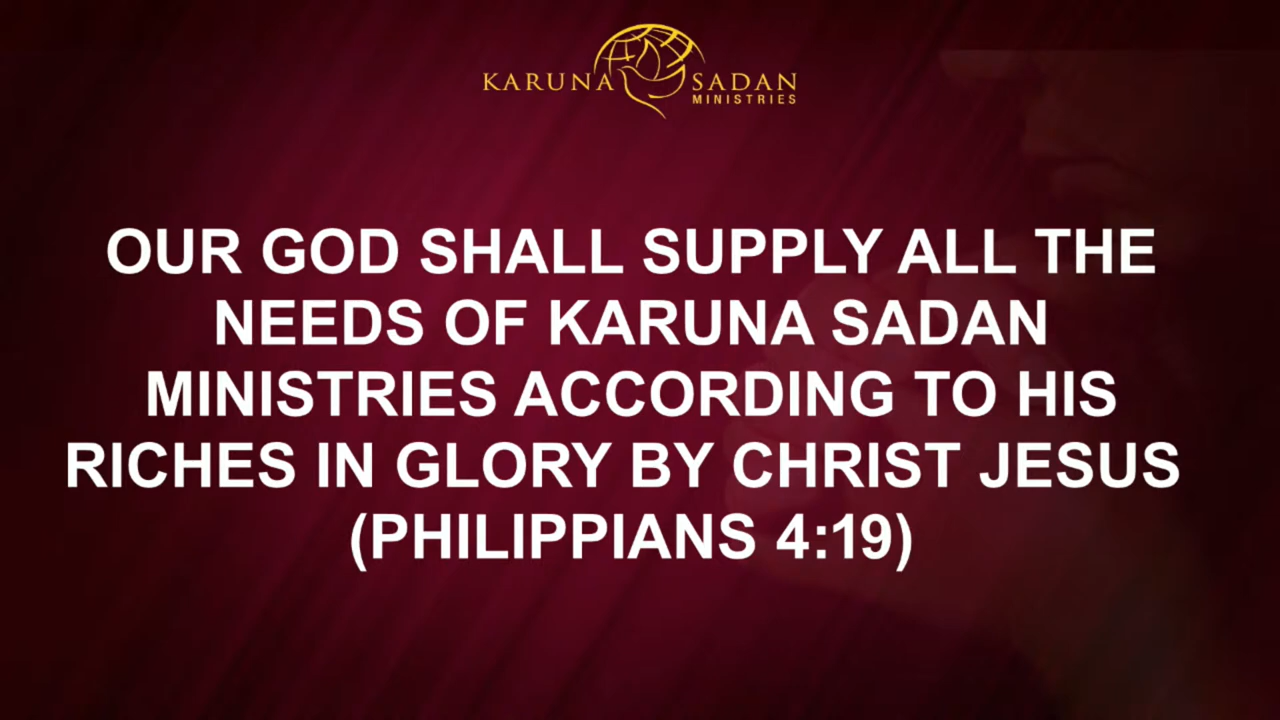 KARUNA SADAN
MINISTRIES
OUR GOD SHALL SUPPLY ALL THE
NEEDS OF KARUNA SADAN
MINISTRIES ACCORDING TO HIS
RICHES IN GLORY BY CHRIST JESUS
(PHILIPPIANS 4:19)